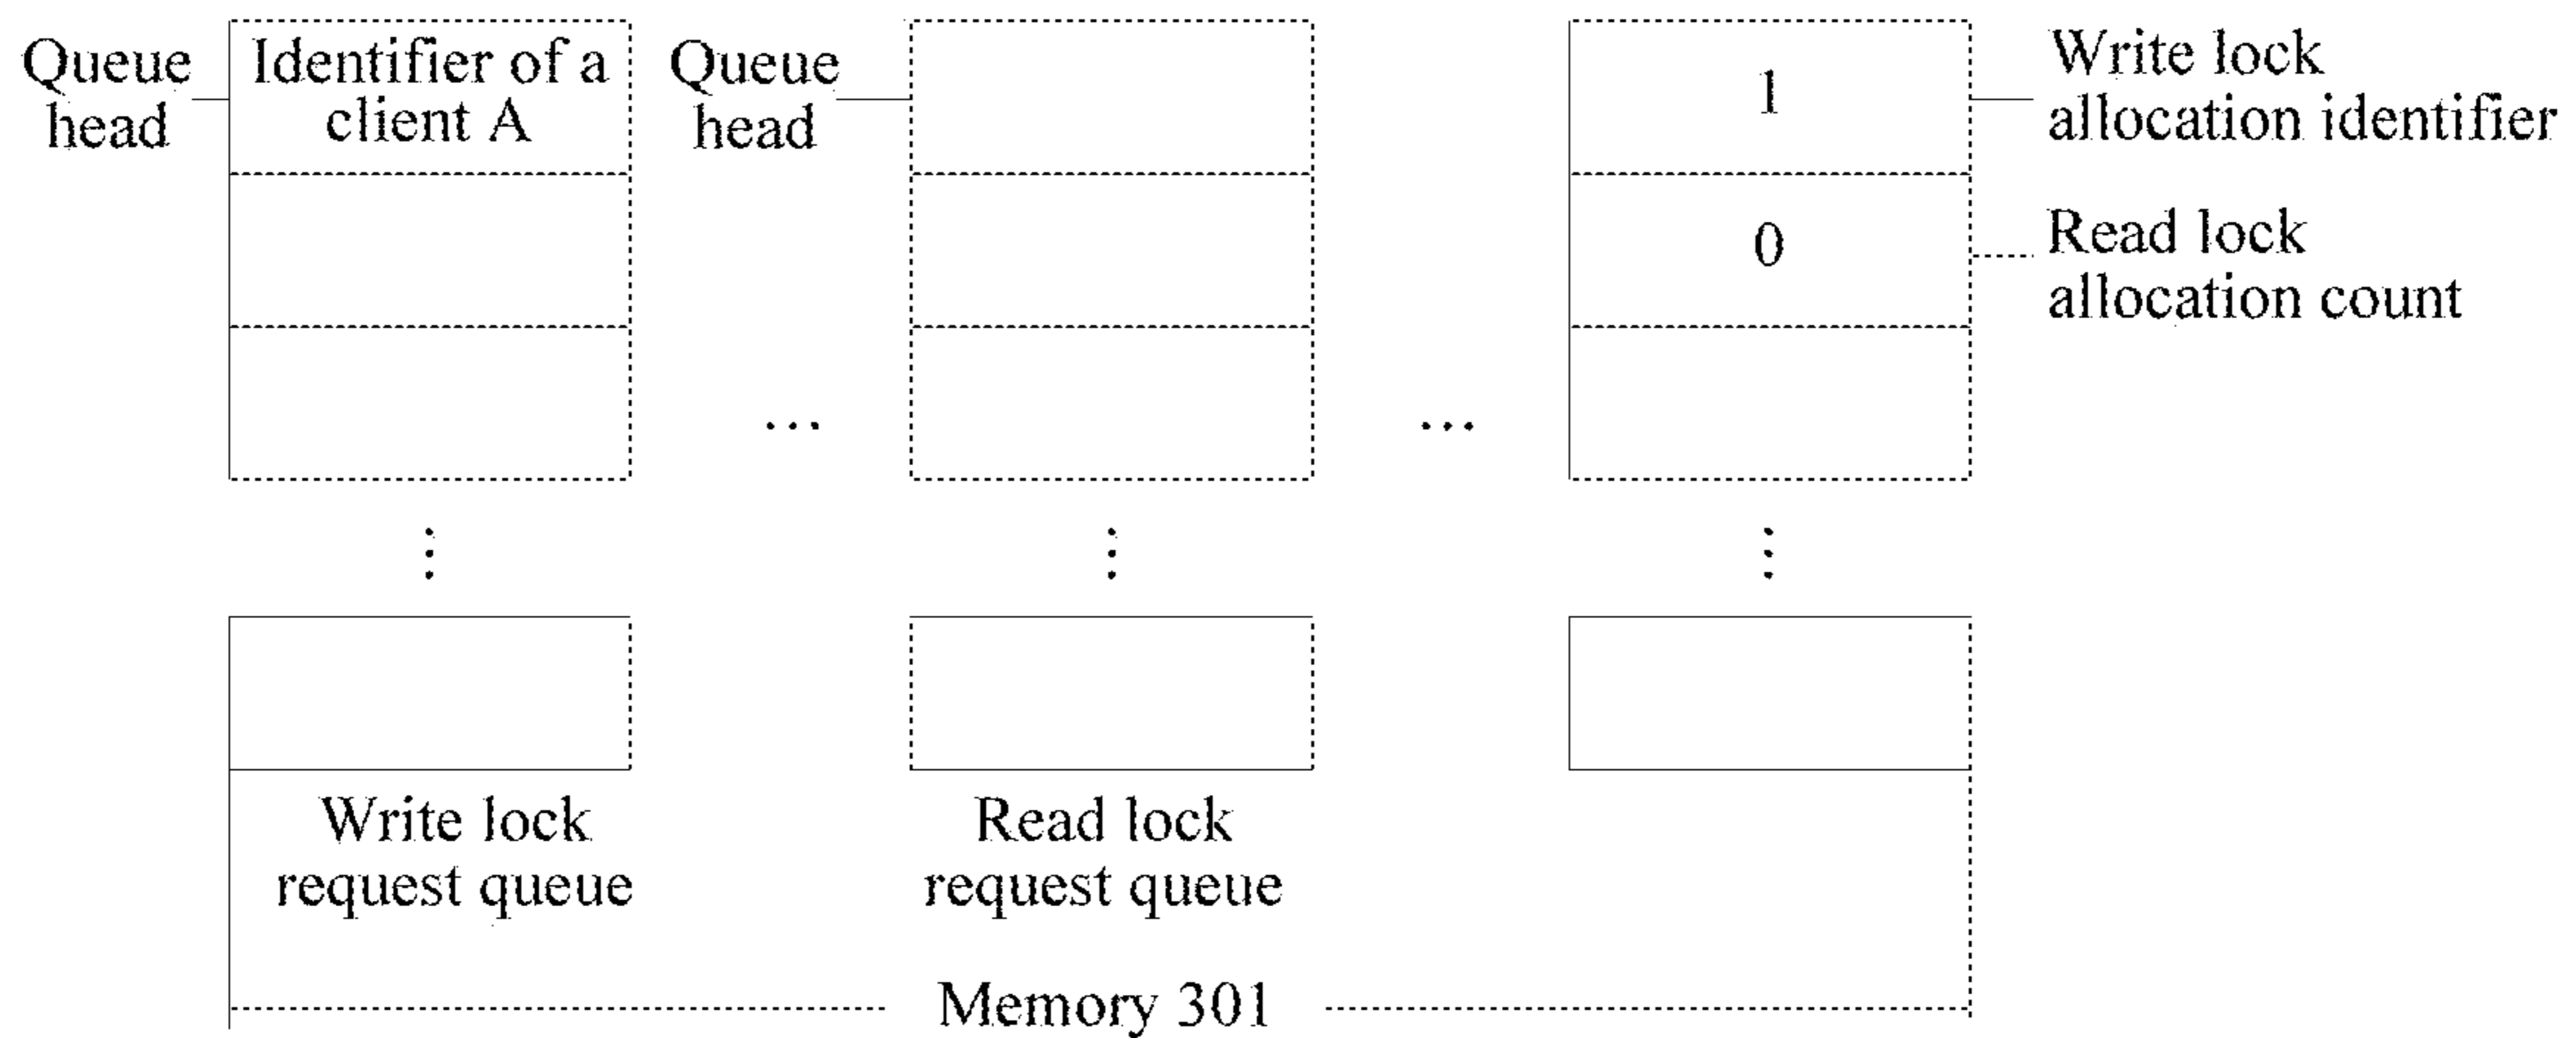 Queue
head
Identifier of a
client A
Queue
head
1
Write lock
allocation identifier
0
Read lock
allocation count
...
...
Write lock
request queue
Read lock
request queue
Memory 301